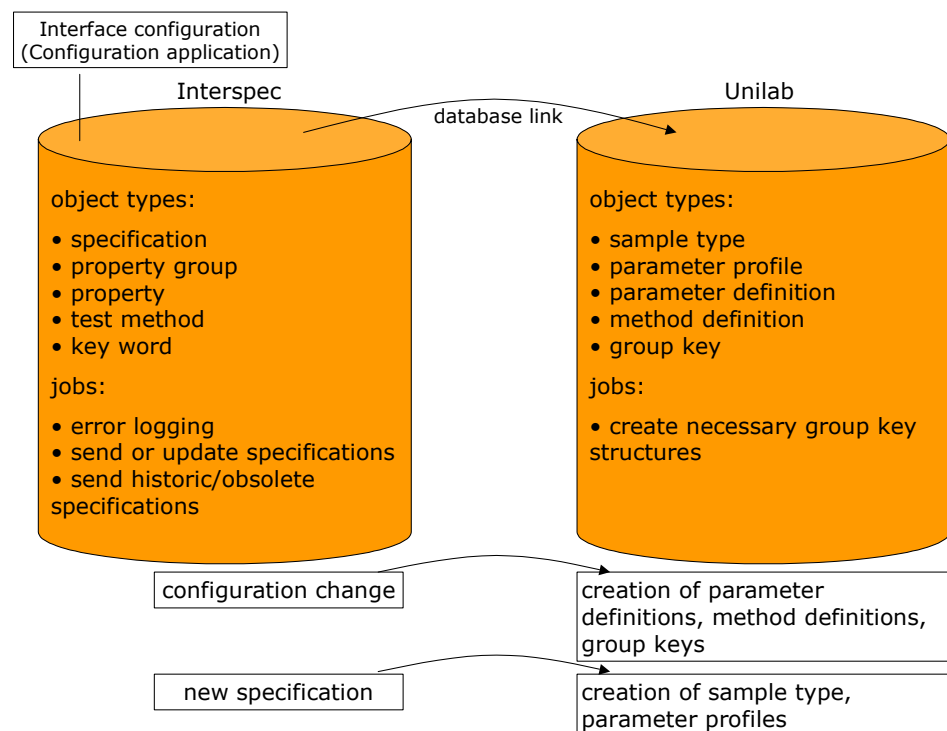 Interface configuration
(Configuration application)
Interspec
Unilab
database link
object types:
• specification
• property group
• property
• test method
• key word
jobs:
• error logging
• send or update specifications
• send historic/obsolete
specifications
object types:
• sample type
• parameter profile
• parameter definition
• method definition
• group key
jobs:
• create necessary group key
structures
configuration change
creation of parameter
definitions, method definitions,
group keys
new specification
creation of sample type,
parameter profiles